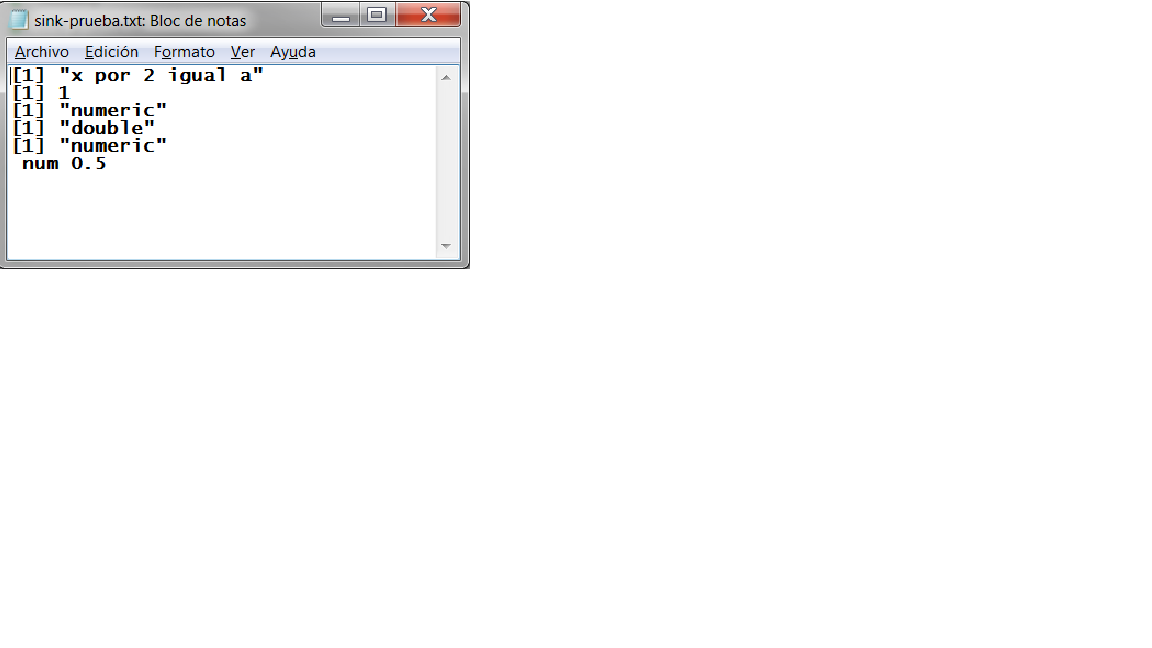 sink-prueba.txt: Bloc de notas
Archivo Edición Formato Ver Ayuda
[1] "x por 2 igual a"
[1] 1
[1] "numeric"
[1] "double"
[1] "numeric"
 num 0.5